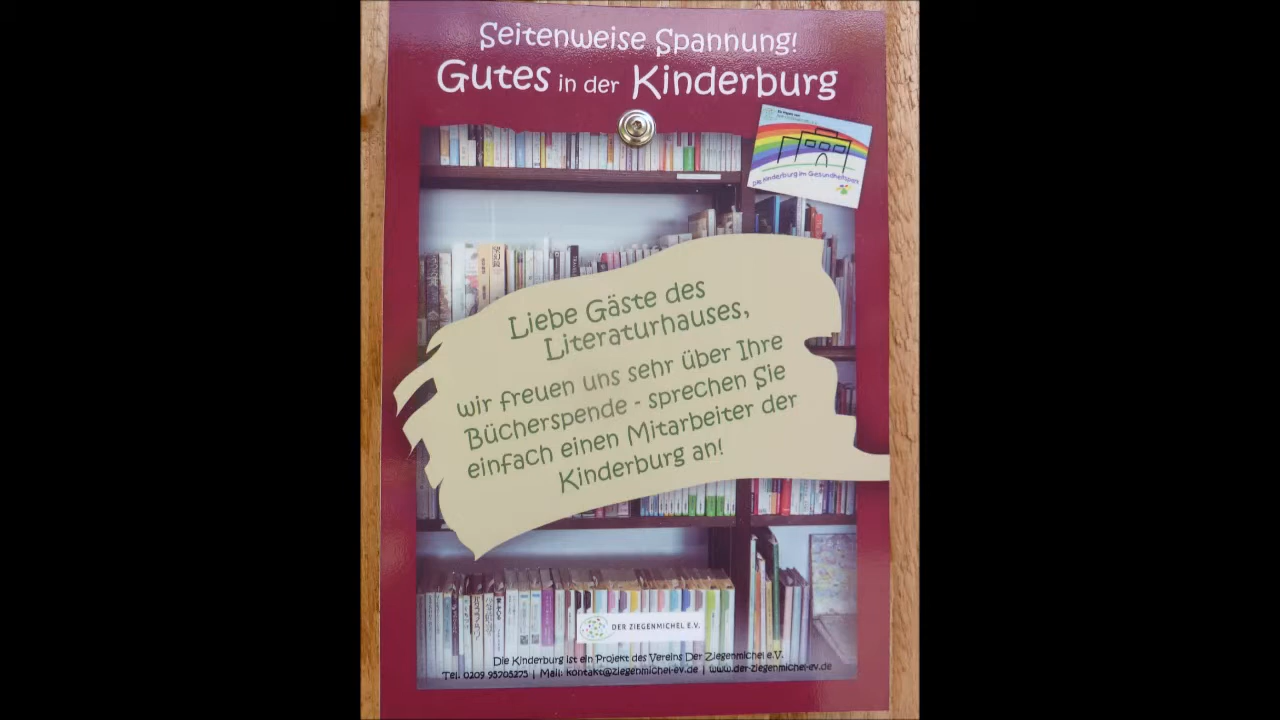 Seitenweise Spannung!
Gutes in der Kinderburg
Die Kinderburg im Gesundheitspark
Liebe Gäste des
Literaturhauses,
wir freuen uns sehr über Ihre
Bücherspende - sprechen Sie
einfach einen Mitarbeiter der
Kinderburg an!
DER ZIEGENMICHEL E.V.
Die Kinderburg ist ein Projekt des Vereins Der Ziegenmichel e.V.
Tel. 0209 95705275 | Mail: kontakt@ziegenmichel-ev.de | www.der-ziegenmichel-ev.de